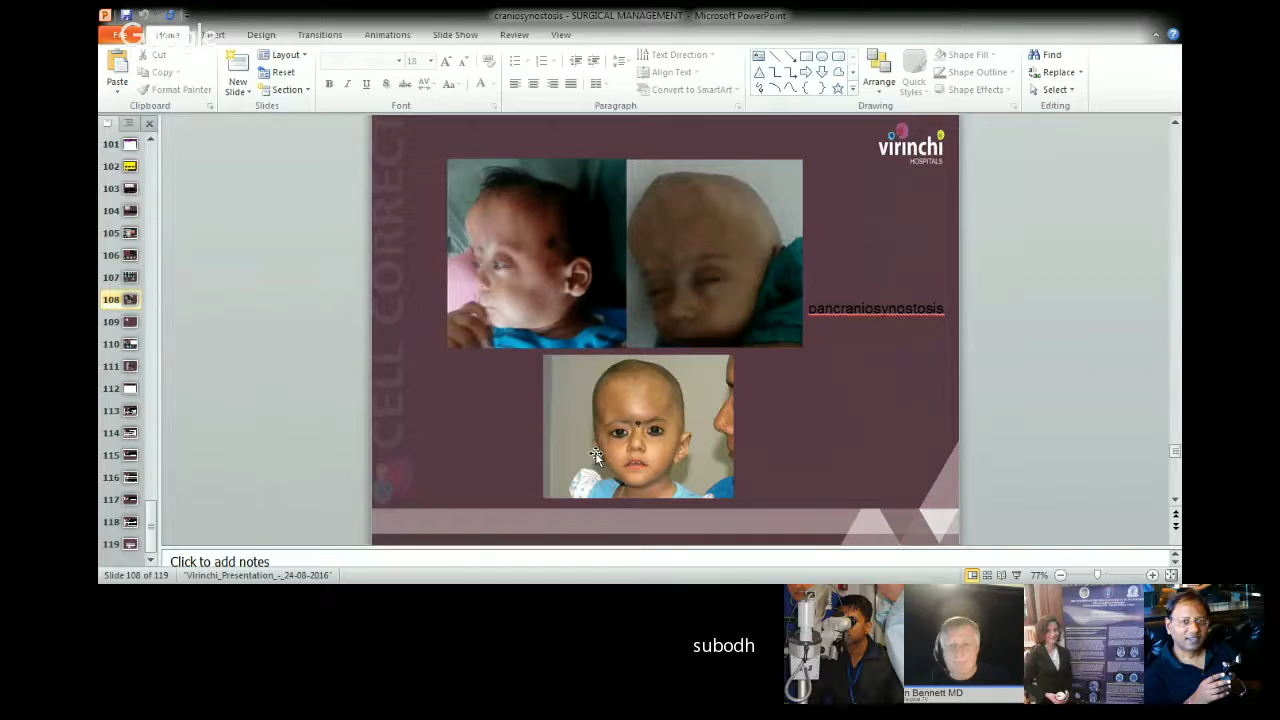 craniosynostosis - SURGICAL MANAGEMENT - Microsoft PowerPoint
File Home Insert Design Transitions Animations Slide Show Review View
Paste
Cut
Copy
Format Painter
Clipboard
New
Slide
Layout
Reset
Section
Slides
18
Font
Paragraph
Text Direction
Align Text
Convert to SmartArt
Arrange
Quick
Styles
Shape Fill
Shape Outline
Shape Effects
Drawing
Find
Replace
Select
Editing
101
102
103
104
105
106
107
108
109
110
111
112
113
114
115
116
117
118
119
CELL CORRECT
virinchi
HOSPITALS
pancraniosynostosis
Click to add notes
Slide 108 of 119
"Virinchi_Presentation_-_24-08-2016"
77%
subodh
n Bennett MD